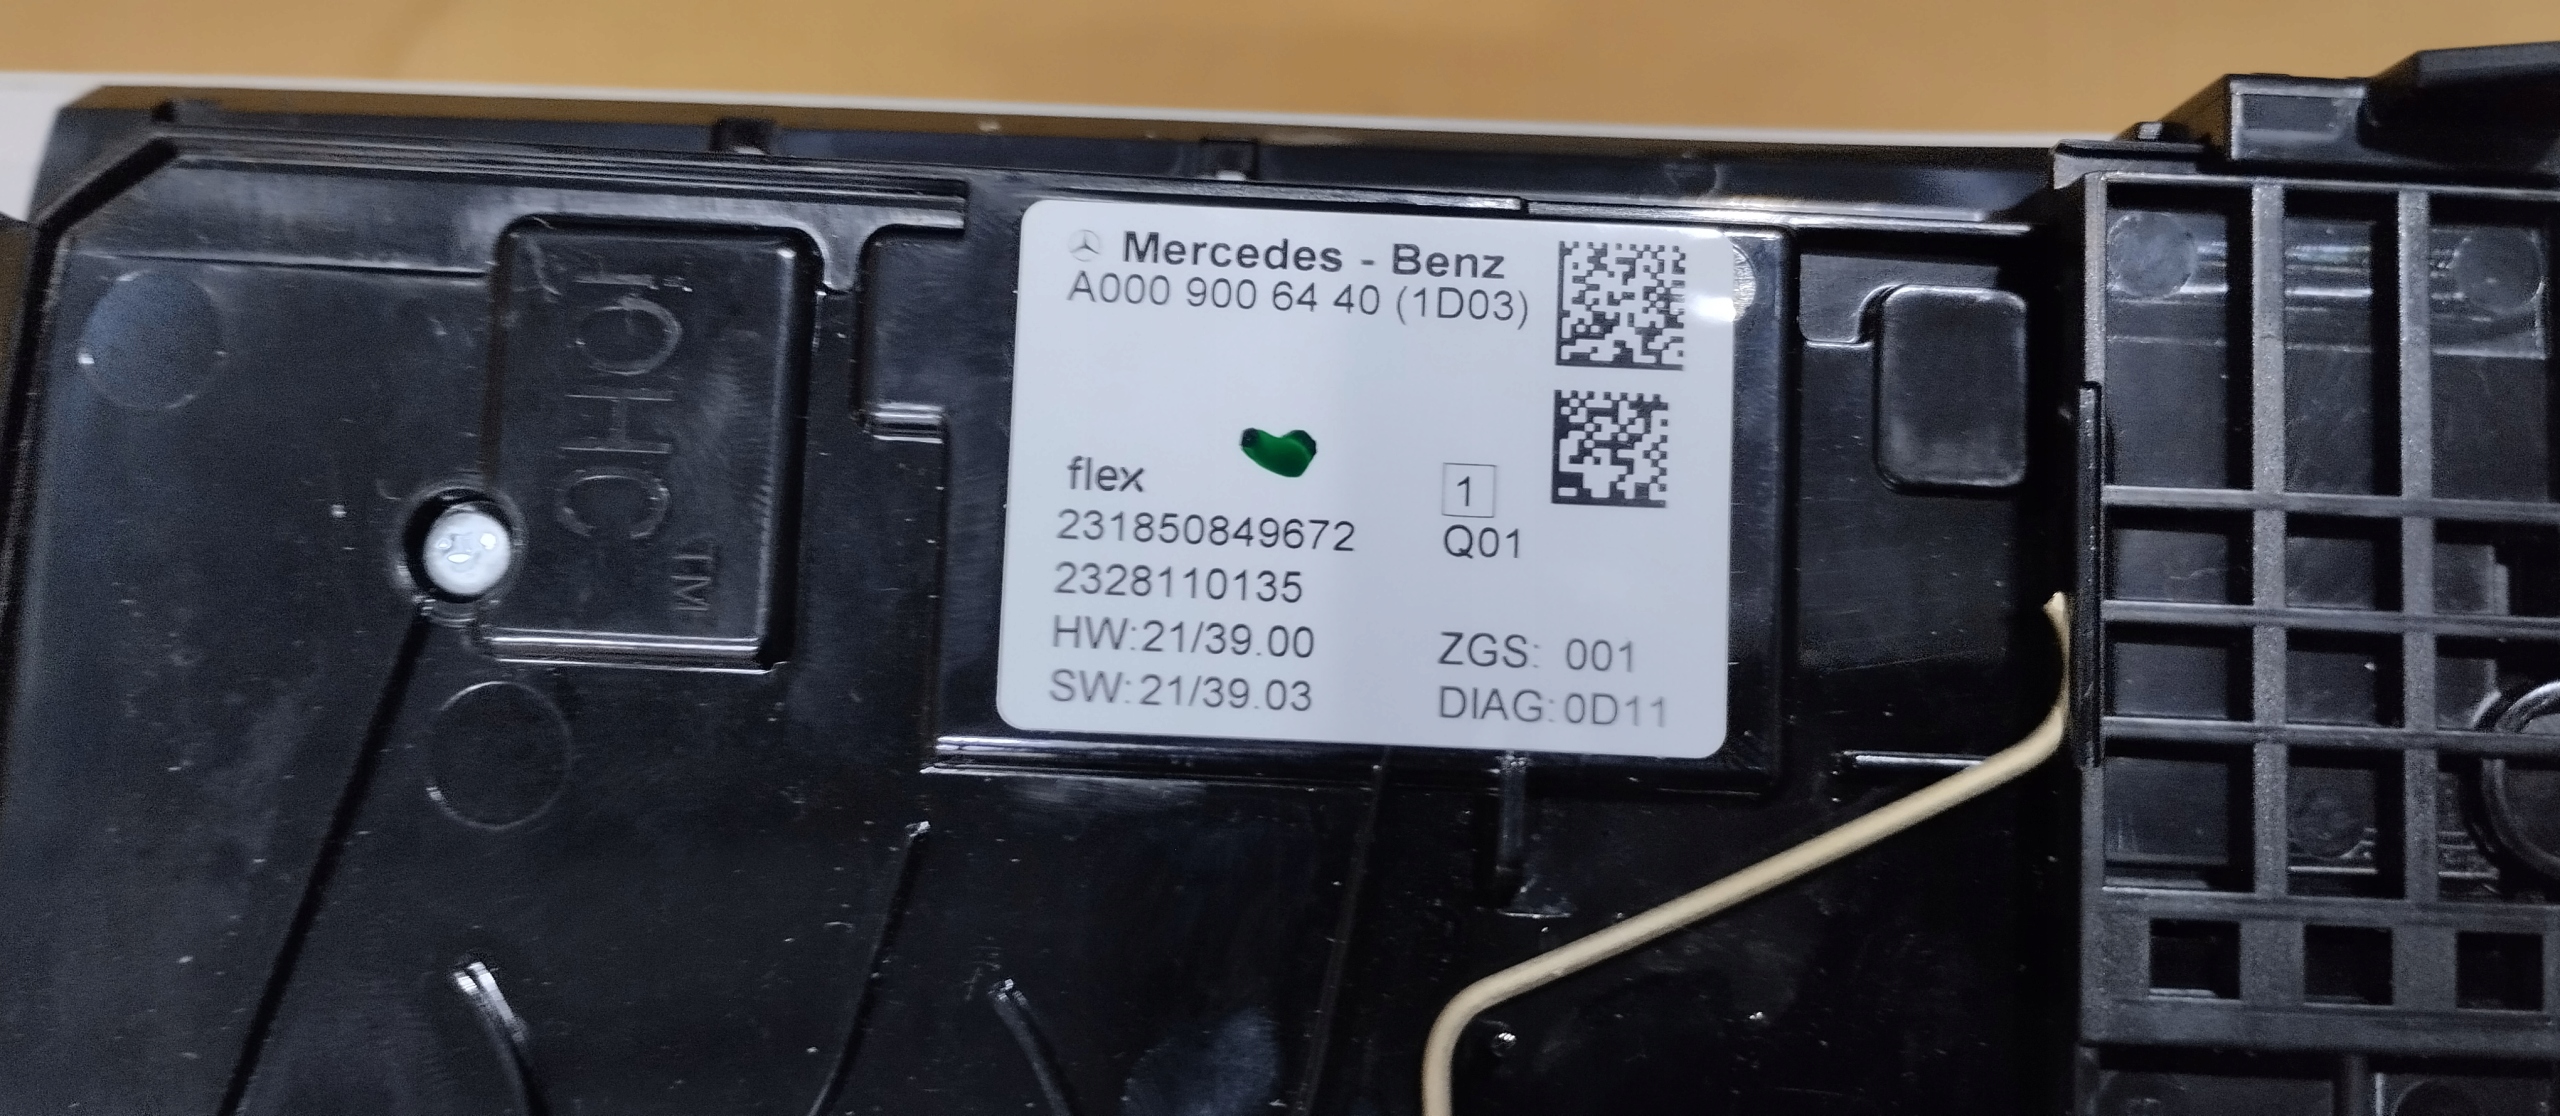 Mercedes - Benz
A000 900 64 40 (1D03)
flex
1
231850849672
Q01
2328110135
HW:21/39.00
ZGS: 001
SW:21/39.03
DIAG:0D11
TM